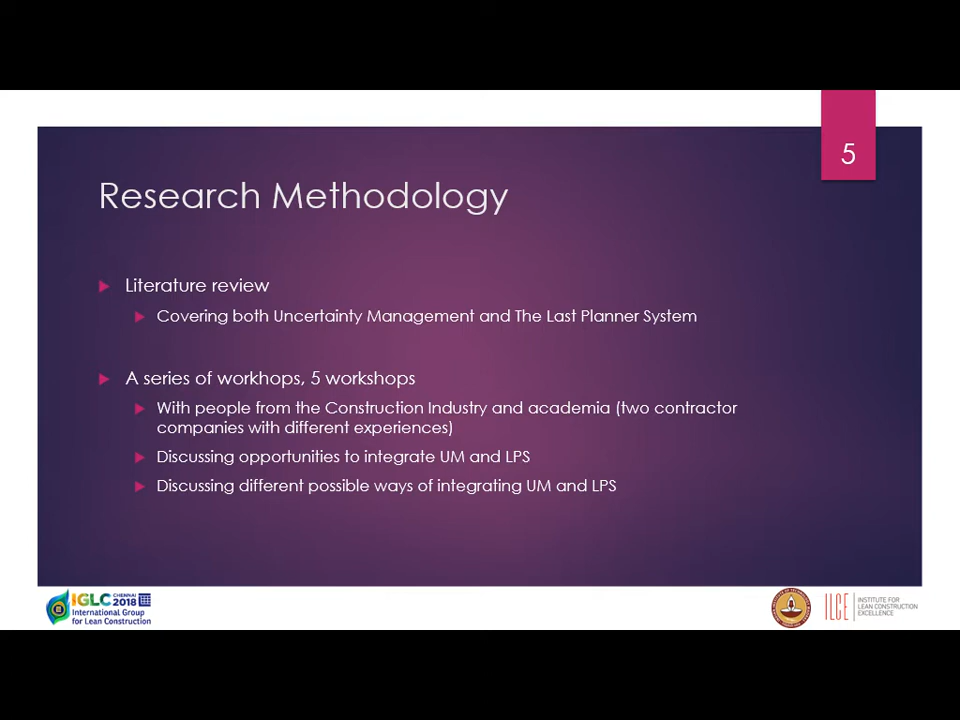 5
Research Methodology
Literature review
Covering both Uncertainty Management and The Last Planner System
A series of workhops, 5 workshops
With people from the Construction Industry and academia (two contractor
companies with different experiences)
Discussing opportunities to integrate UM and LPS
Discussing different possible ways of integrating UM and LPS
IGLC CHENNAI 2018
International Group
for Lean Construction
ILCE INSTITUTE FOR
LEAN CONSTRUCTION
EXCELLENCE